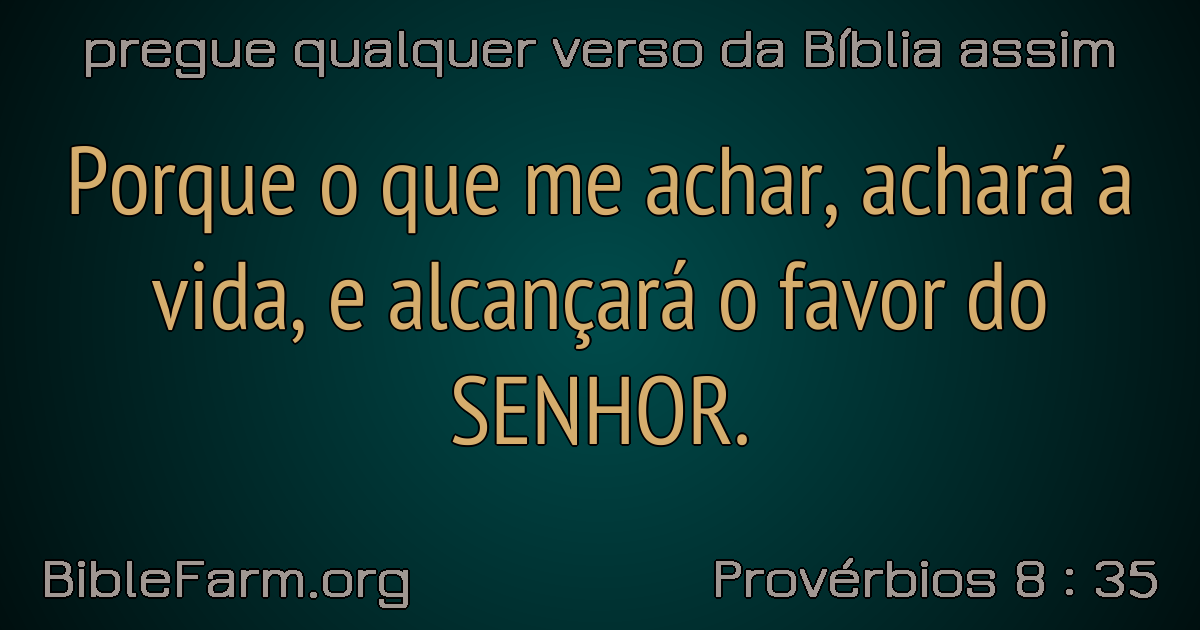 pregue qualquer verso da Bíblia assim
Porque o que me achar, achará a
vida, e alcançará o favor do
SENHOR.
BibleFarm.org
Provérbios 8 : 35